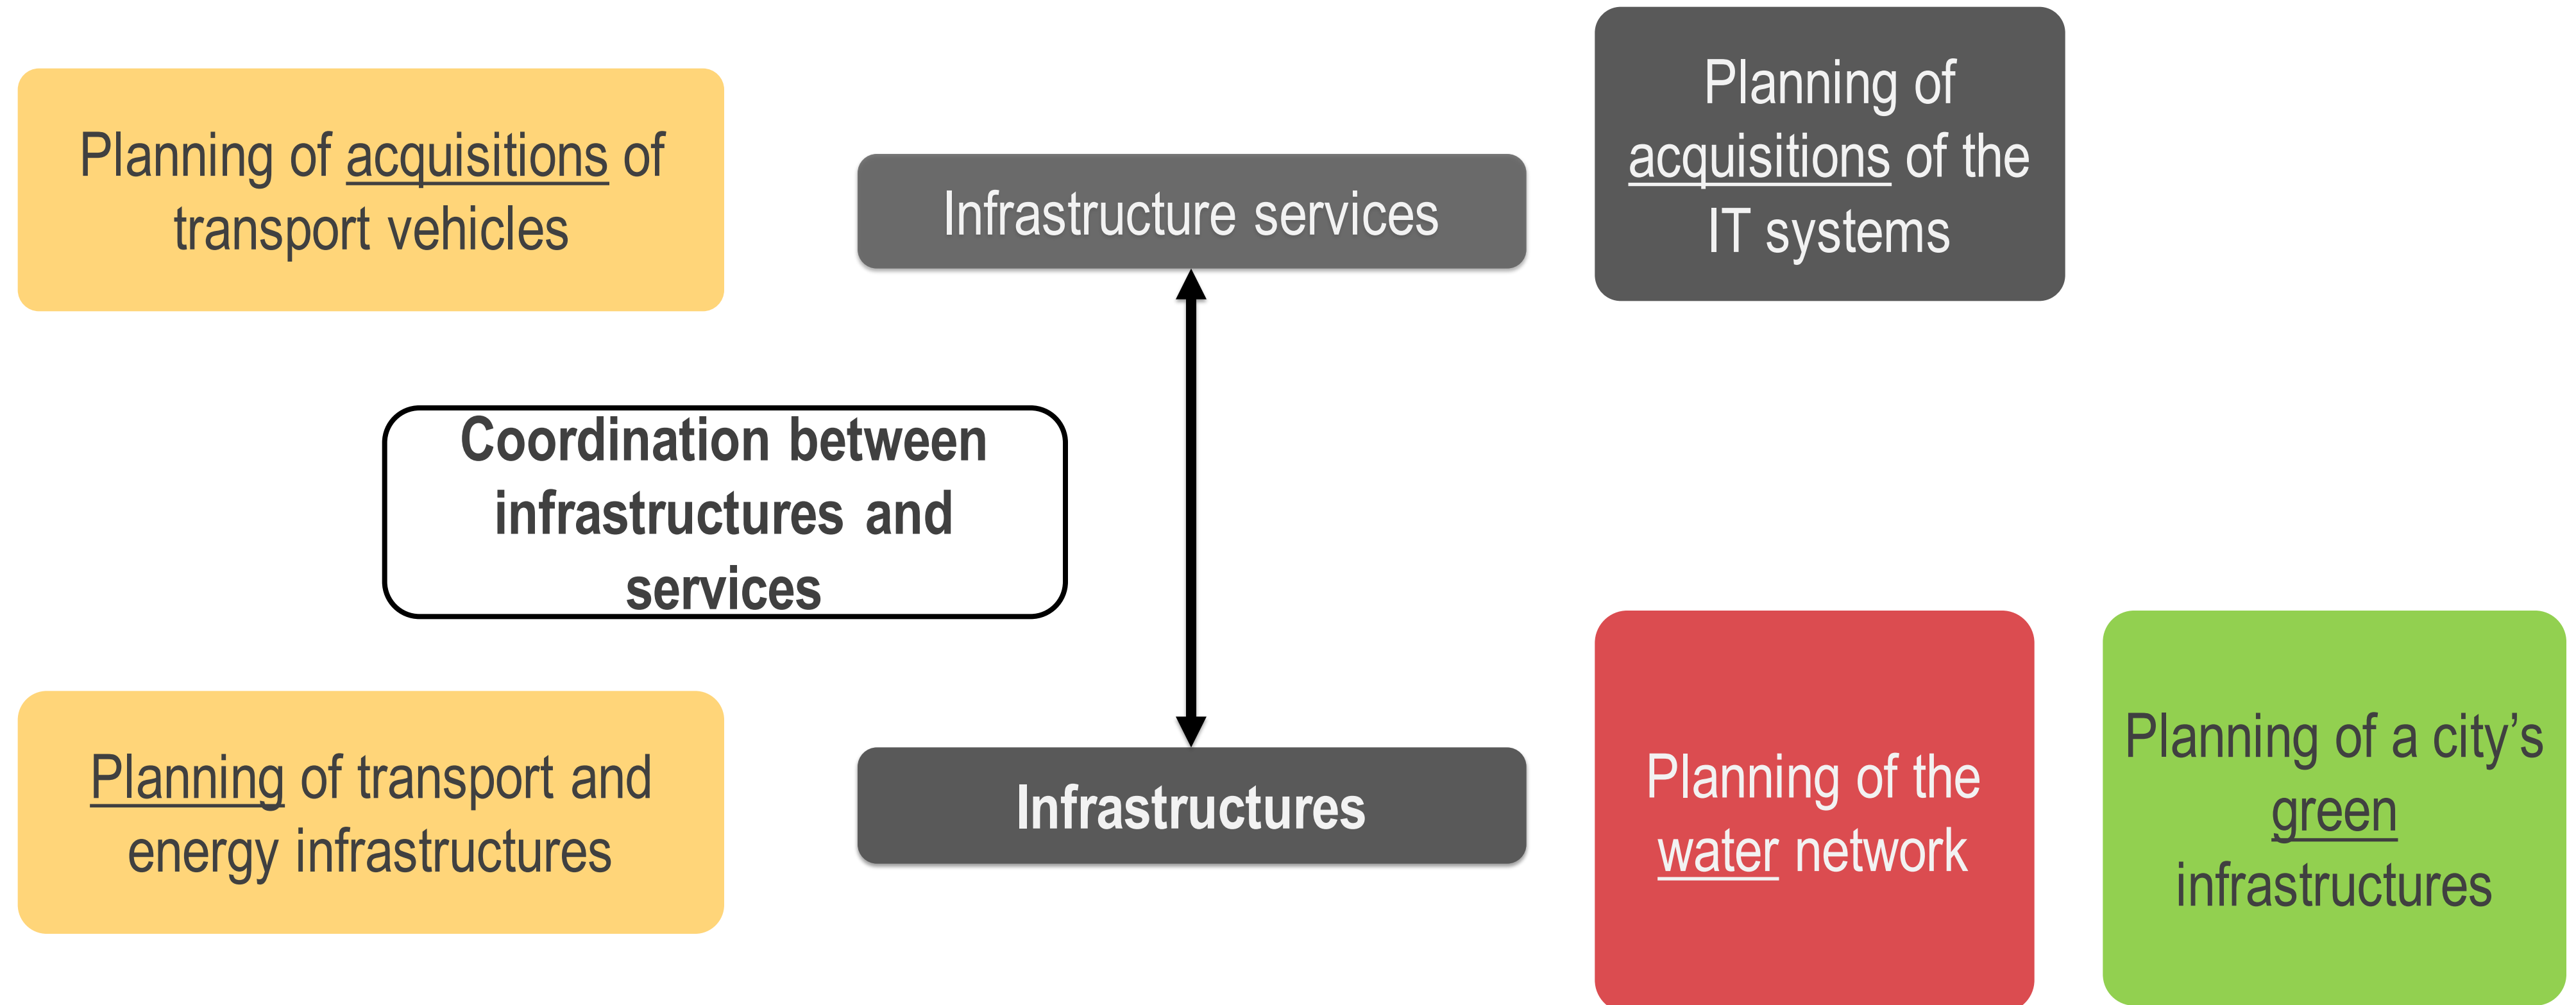 Planning of acquisitions of
transport vehicles
Infrastructure services
Planning of
acquisitions of the
IT systems
Coordination between
infrastructures and
services
Planning of transport and
energy infrastructures
Infrastructures
Planning of the
water network
Planning of a city’s
green
infrastructures